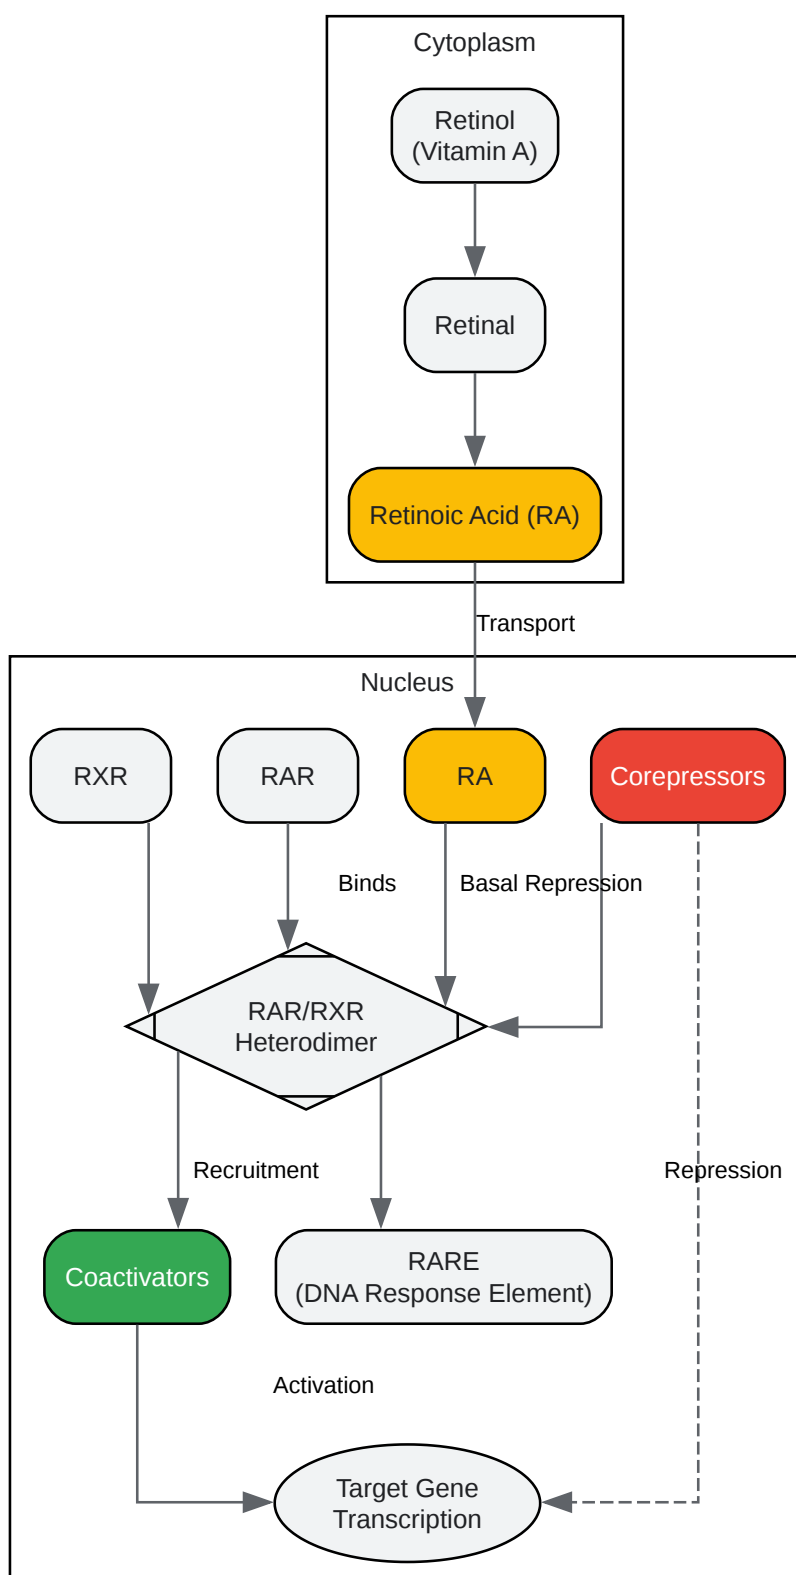 Cytoplasm
Retinol
(Vitamin A)
Retinal
Retinoic Acid (RA)
Transport
Nucleus
RXR
RAR
RA
Corepressors
Binds
Basal Repression
RAR/RXR
Heterodimer
Recruitment
Repression
Coactivators
RARE
(DNA Response Element)
Activation
Target Gene
Transcription